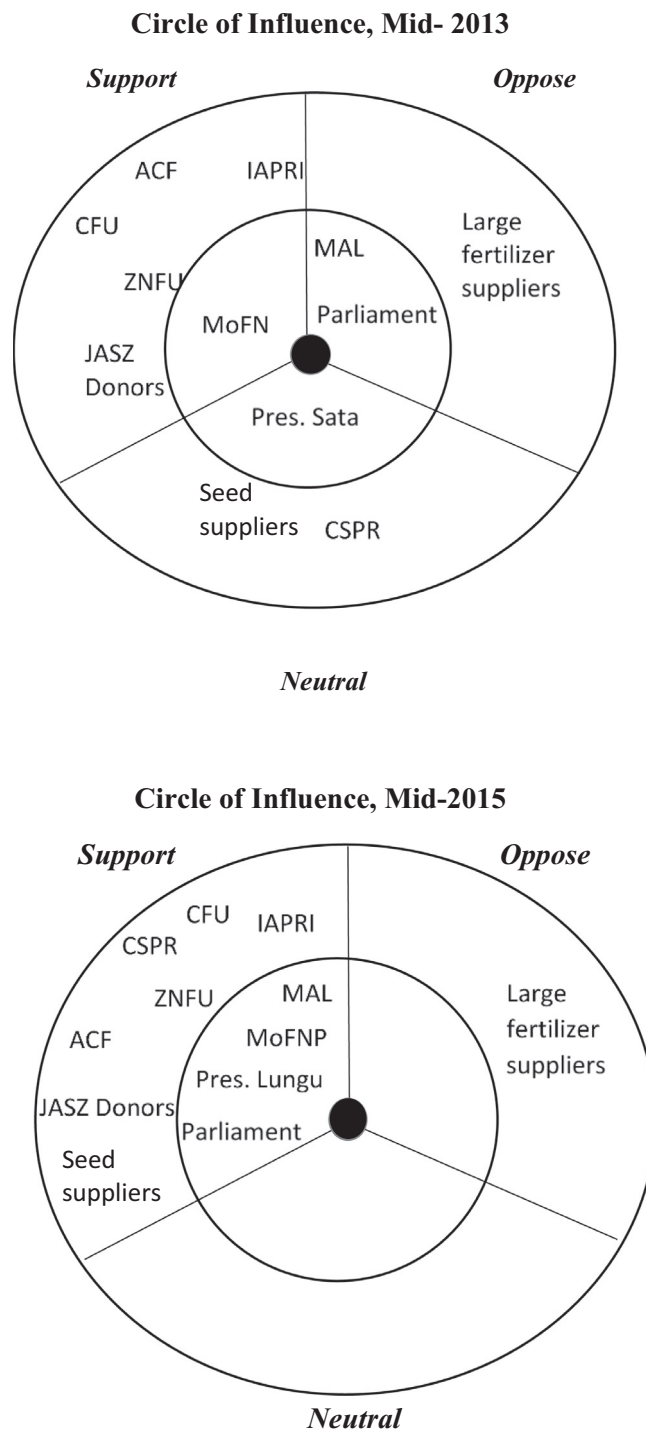 Circle of Influence, Mid- 2013
Support
Oppose
ACF
IAPRI
CFU
Large
fertilizer
suppliers
MAL
ZNFU
MoFN
Parliament
JASZ
Donors
Pres. Sata
Seed
suppliers
CSPR
Neutral
Circle of Influence, Mid-2015
Support
Oppose
CFU
IAPRI
CSPR
ZNFU
MAL
Large
fertilizer
suppliers
ACF
MoFNP
Pres. Lungu
JASZ Donors
Parliament
Seed
suppliers
Neutral